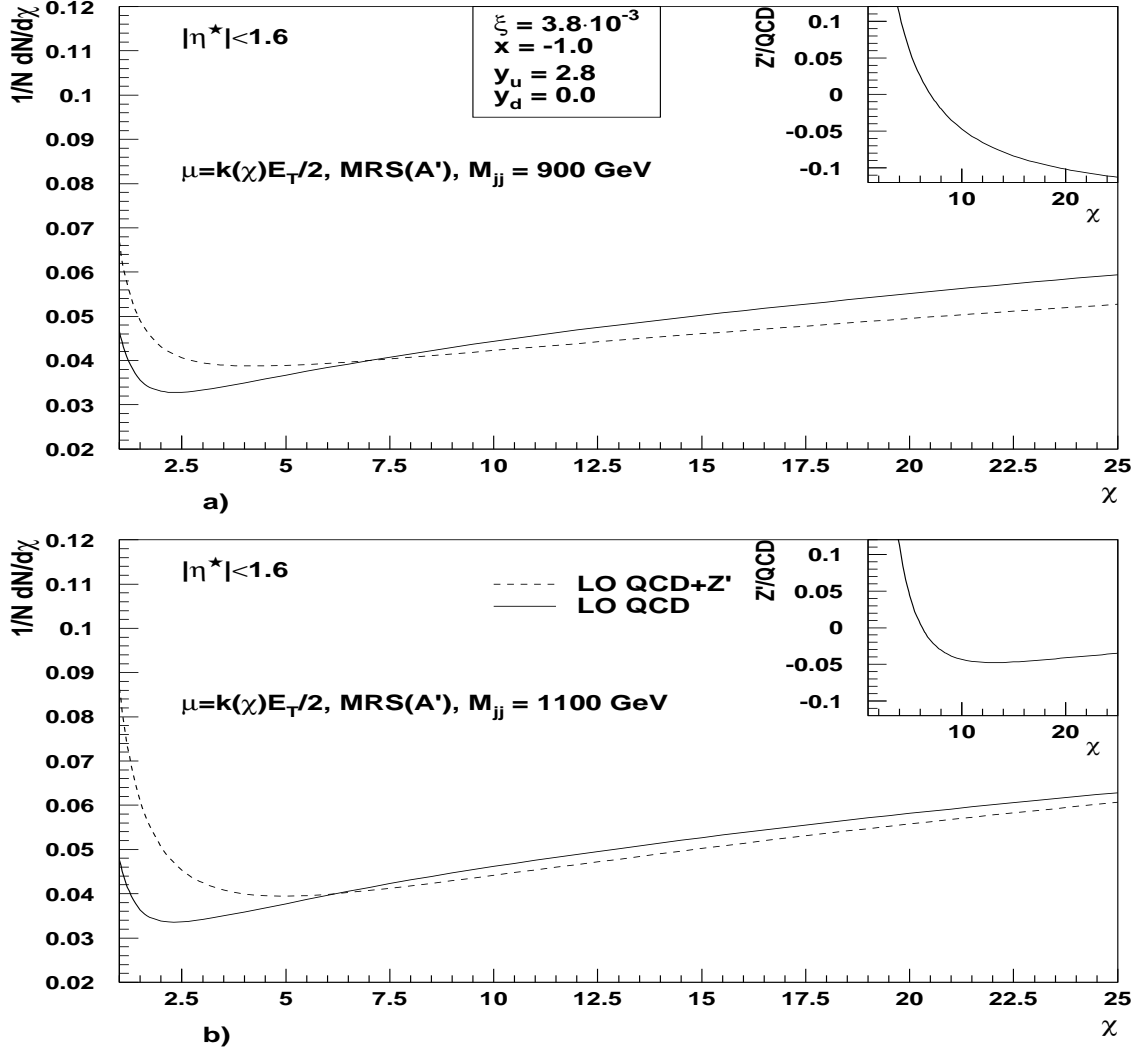 1/N dN/dχ
0.12
0.1
0.08
0.06
0.04
0.02
0.11
0.09
0.07
0.05
0.03
|η*|<1.6
ξ = 3.8·10⁻³
x = -1.0
y_u = 2.8
y_d = 0.0
μ=k(χ)E_T/2, MRS(A'), M_jj = 900 GeV
Z'/QCD
0.1
0.05
0
-0.05
-0.1
10 20
χ
2.5 5 7.5 10 12.5 15 17.5 20 22.5 25
a)
χ
1/N dN/dχ
0.12
0.11
0.1
0.09
0.08
0.07
0.06
0.05
0.04
0.03
0.02
|η*|<1.6
LO QCD+Z'
LO QCD
μ=k(χ)E_T/2, MRS(A'), M_jj = 1100 GeV
Z'/QCD
0.1
0.05
0
-0.05
-0.1
10 20
χ
2.5 5 7.5 10 12.5 15 17.5 20 22.5 25
b)
χ